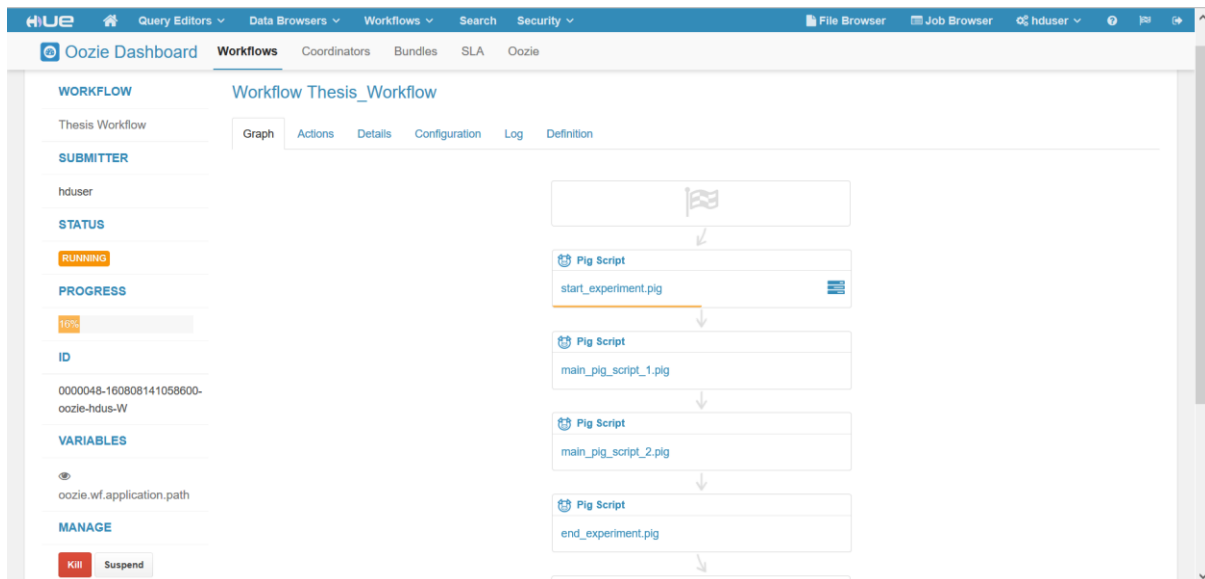 HUE Query Editors Data Browsers Workflows Search Security File Browser Job Browser hduser
Oozie Dashboard Workflows Coordinators Bundles SLA Oozie
WORKFLOW
Thesis Workflow
SUBMITTER
hduser
STATUS
RUNNING
PROGRESS
16%
ID
0000048-160808141058600-
oozie-hdus-W
VARIABLES
oozie.wf.application.path
MANAGE
Kill Suspend
Workflow Thesis_Workflow
Graph Actions Details Configuration Log Definition
Pig Script
start_experiment.pig
Pig Script
main_pig_script_1.pig
Pig Script
main_pig_script_2.pig
Pig Script
end_experiment.pig